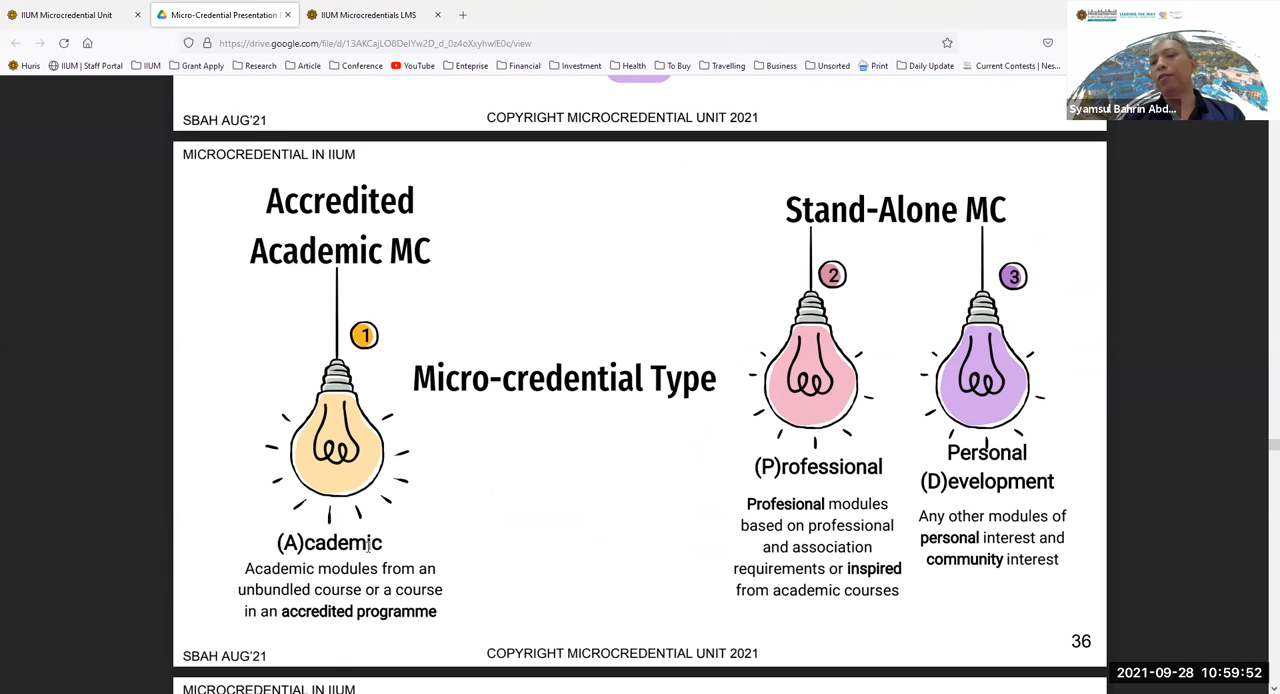 IIUM Microcredential Unit
Micro-Credential Presentation
IIUM Microcredentials LMS
https://drive.google.com/file/d/13AKCajLO8DeIYw2D_d_0z4oXxyhwIE0c/view
Huris
IIUM | Staff Portal
IIUM
Grant Apply
Research
Article
Conference
YouTube
Enteprise
Financial
Investment
Health
To Buy
Travelling
Business
Unsorted
Print
Daily Update
Current Contests | Nes...
LEADING THE WAY
Syamsul Bahrin Abd...
SBAH AUG'21
COPYRIGHT MICROCREDENTIAL UNIT 2021
MICROCREDENTIAL IN IIUM
Accredited
Academic MC
1
(A)cademic
Academic modules from an
unbundled course or a course
in an accredited programme
Micro-credential Type
Stand-Alone MC
2
(P)rofessional
Profesional modules
based on professional
and association
requirements or inspired
from academic courses
3
Personal
(D)evelopment
Any other modules of
personal interest and
community interest
36
SBAH AUG'21
COPYRIGHT MICROCREDENTIAL UNIT 2021
2021-09-28 10:59:52
MICROCREDENTIAL IN IIUM